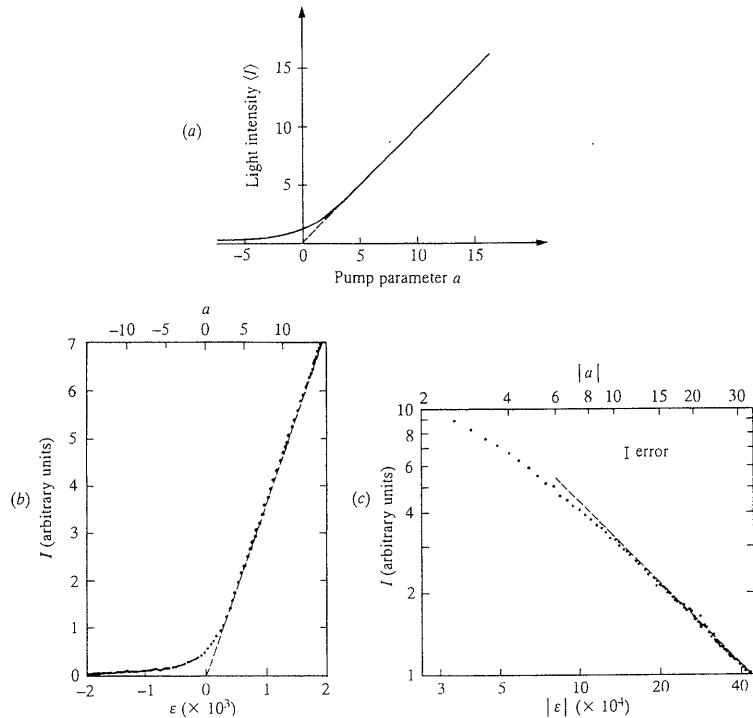 (a)
Light intensity ⟨I⟩
15
10
5
−5 0 5 10 15
Pump parameter a
(b)
a
−10 −5 0 5 10
I (arbitrary units)
7
6
5
4
3
2
1
0
−2 −1 0 1 2
ε (× 10³)
(c)
|a|
2 4 6 8 10 15 20 30
I (arbitrary units)
10
8
6
4
2
1
I error
3 5 10 20 40
|ε| (× 10⁴)